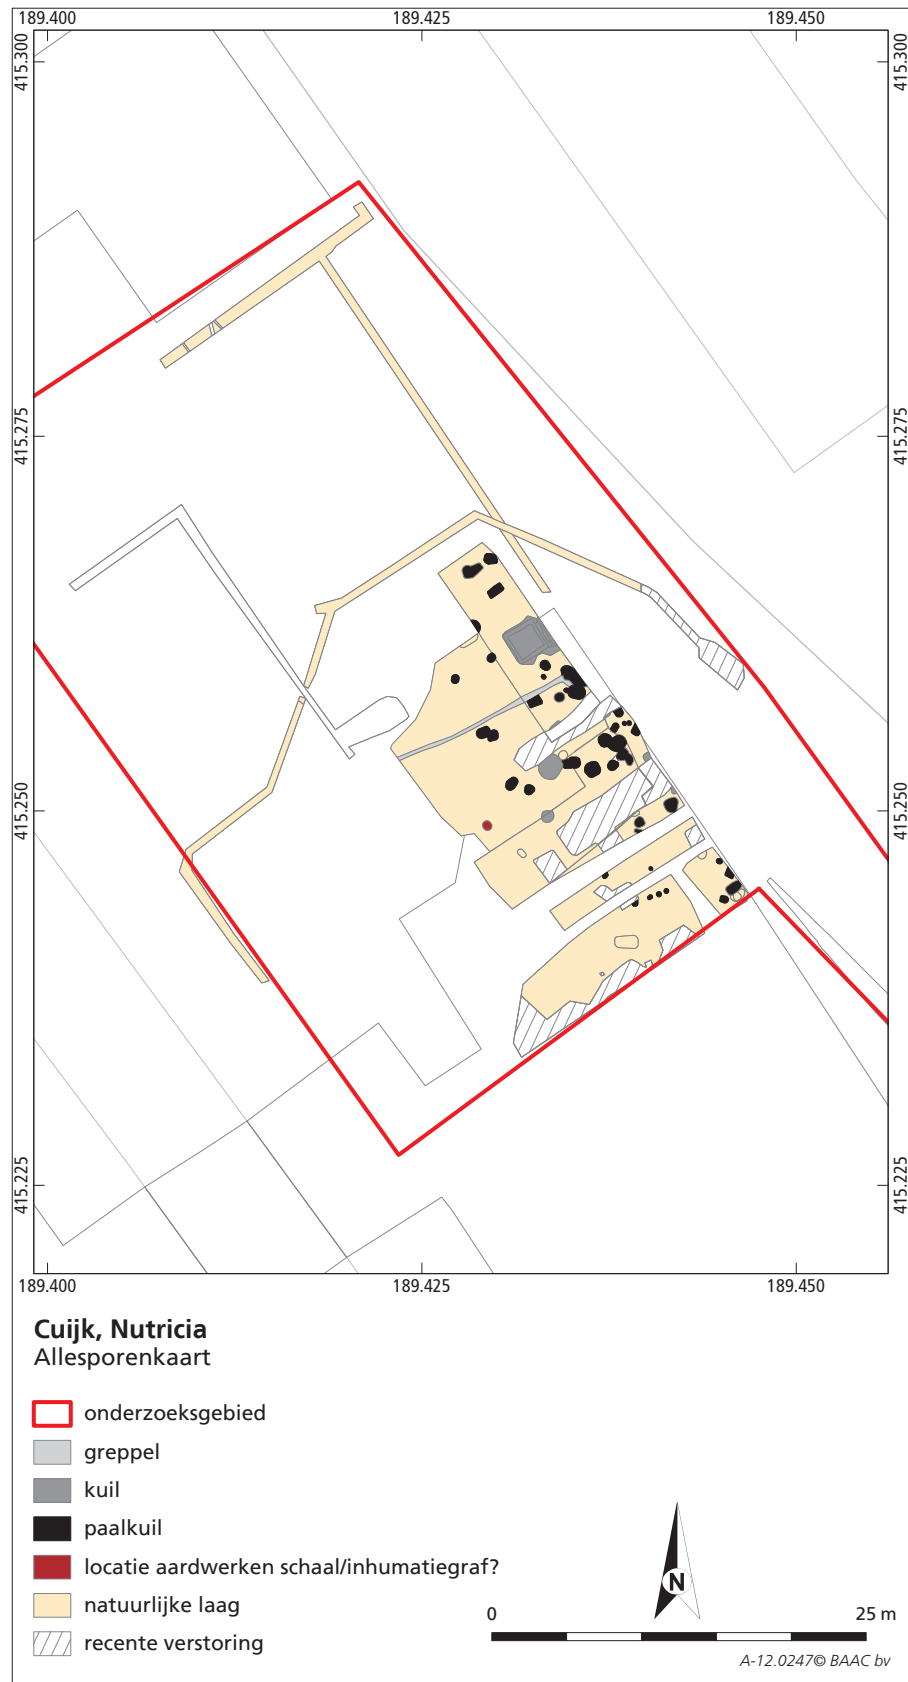 189.400 189.425 189.450
415.300 415.300
415.275 415.275
415.250 415.250
415.225 415.225
189.400 189.425 189.450
Cuijk, Nutricia
Allesporenkaart
onderzoeksgebied
greppel
kuil
paalkuil
locatie aardwerken schaal/inhumatiegraf?
natuurlijke laag
recente verstoring
N
0 25 m
A-12.0247© BAAC bv